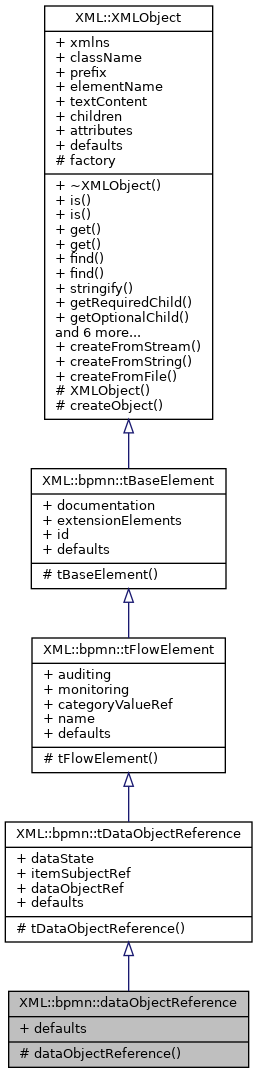 XML::XMLObject
+ xmlns
+ className
+ prefix
+ elementName
+ textContent
+ children
+ attributes
+ defaults
# factory
+ ~XMLObject()
+ is()
+ is()
+ get()
+ get()
+ find()
+ find()
+ stringify()
+ getRequiredChild()
+ getOptionalChild()
and 6 more...
+ createFromStream()
+ createFromString()
+ createFromFile()
# XMLObject()
# createObject()
XML::bpmn::tBaseElement
+ documentation
+ extensionElements
+ id
+ defaults
# tBaseElement()
XML::bpmn::tFlowElement
+ auditing
+ monitoring
+ categoryValueRef
+ name
+ defaults
# tFlowElement()
XML::bpmn::tDataObjectReference
+ dataState
+ itemSubjectRef
+ dataObjectRef
+ defaults
# tDataObjectReference()
XML::bpmn::dataObjectReference
+ defaults
# dataObjectReference()